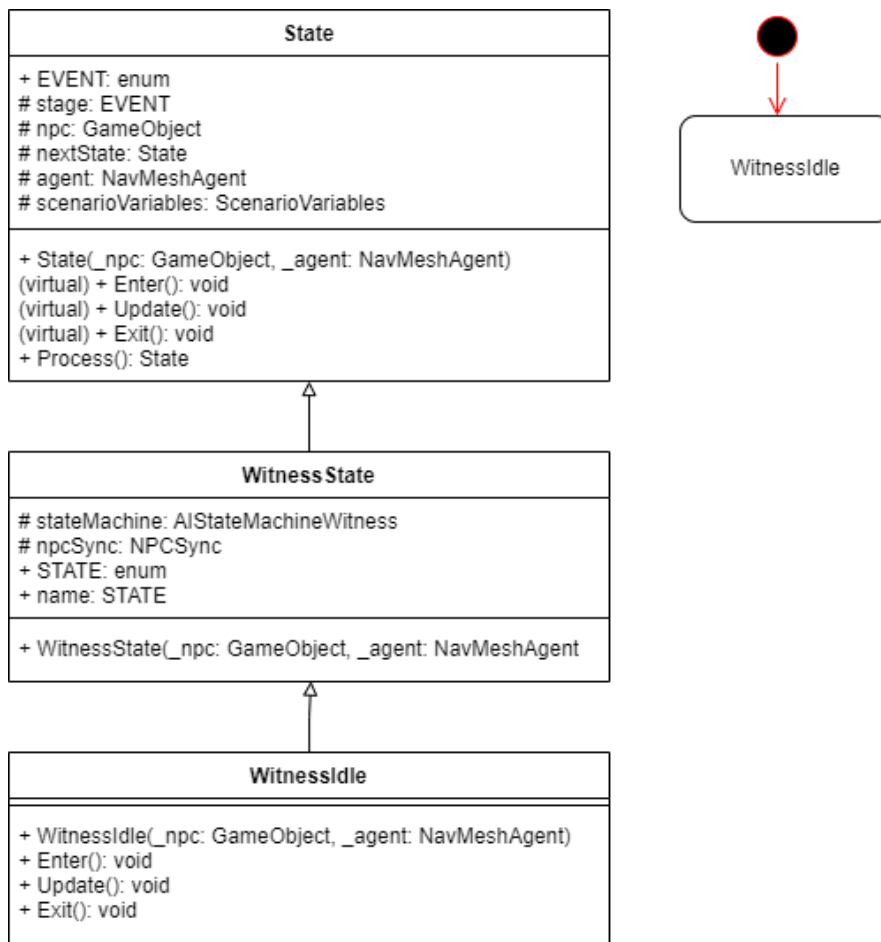 State
+ EVENT: enum
# stage: EVENT
# npc: GameObject
# nextState: State
# agent: NavMeshAgent
# scenarioVariables: ScenarioVariables
+ State(_npc: GameObject, _agent: NavMeshAgent)
(virtual) + Enter(): void
(virtual) + Update(): void
(virtual) + Exit(): void
+ Process(): State
WitnessState
# stateMachine: AIStateMachineWitness
# npcSync: NPCSync
+ STATE: enum
+ name: STATE
+ WitnessState(_npc: GameObject, _agent: NavMeshAgent
WitnessIdle
+ WitnessIdle(_npc: GameObject, _agent: NavMeshAgent)
+ Enter(): void
+ Update(): void
+ Exit(): void
WitnessIdle